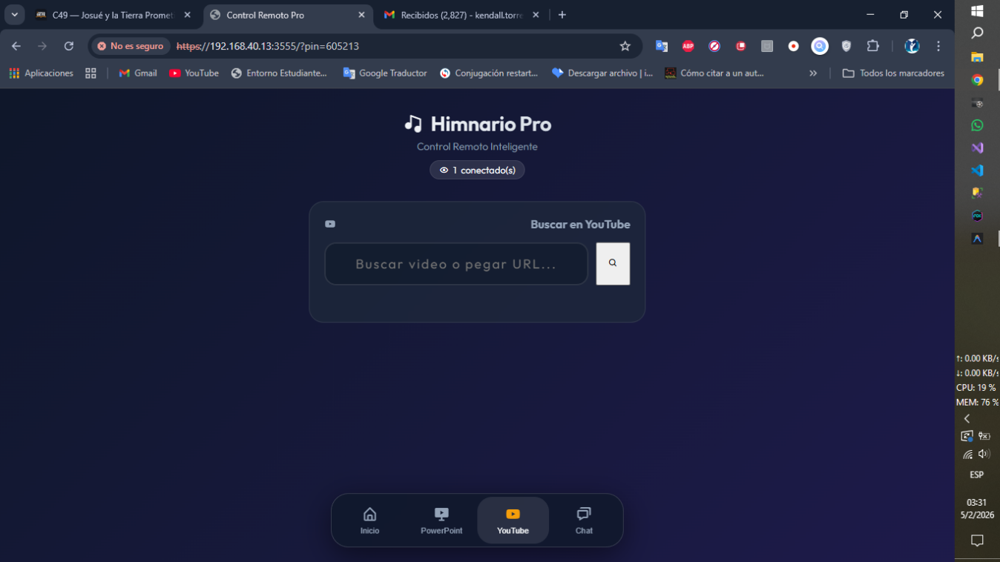 C49 — Josué y la Tierra Promet
Control Remoto Pro
Recibidos (2,827) - kendall.torre
No es seguro
https://192.168.40.13:3555/?pin=605213
ABP
Aplicaciones
Gmail
YouTube
Entorno Estudiante...
Google Traductor
Conjugación restart...
Descargar archivo | i...
Cómo citar a un aut...
Todos los marcadores
Himnario Pro
Control Remoto Inteligente
1 conectado(s)
Buscar en YouTube
Buscar video o pegar URL...
Inicio
PowerPoint
YouTube
Chat
↑: 0.00 KB/s
↓: 0.00 KB/s
CPU: 19 %
MEM: 76 %
ESP
03:31
5/2/2026